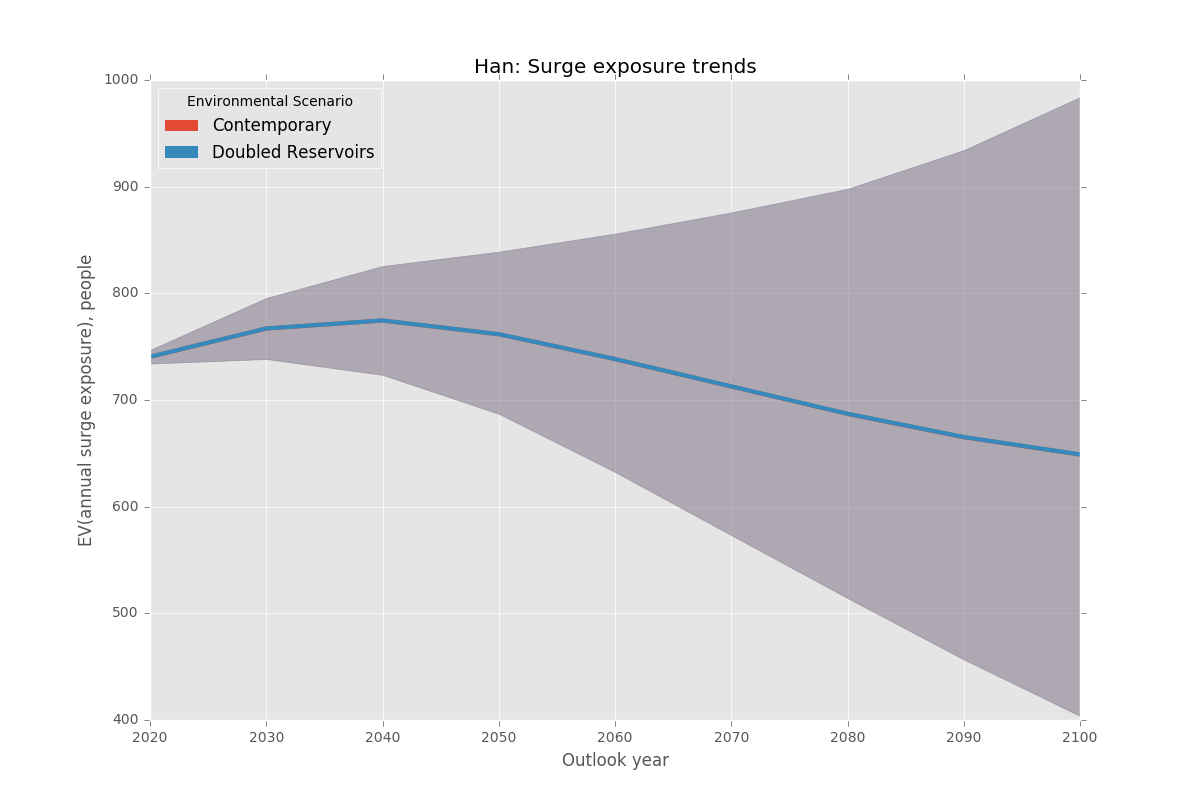 Han: Surge exposure trends
Environmental Scenario
Contemporary
Doubled Reservoirs
EV(annual surge exposure), people
1000
900
800
700
600
500
400
2020 2030 2040 2050 2060 2070 2080 2090 2100
Outlook year